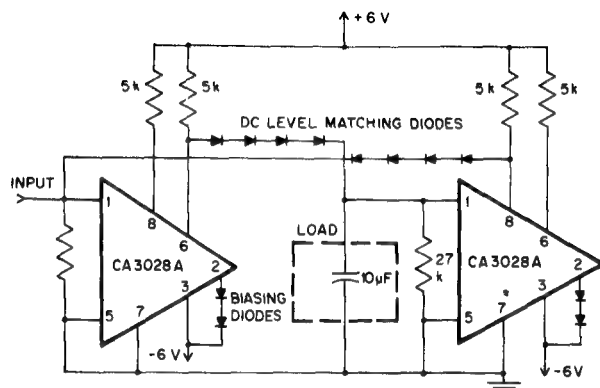 +6 V
5k
5k
5k
5k
DC LEVEL MATCHING DIODES
INPUT
1
8
6
CA3028A
2
3
5
7
BIASING
DIODES
-6 V
LOAD
10µF
27
k
1
8
6
CA3028A
2
3
5
7
-6V